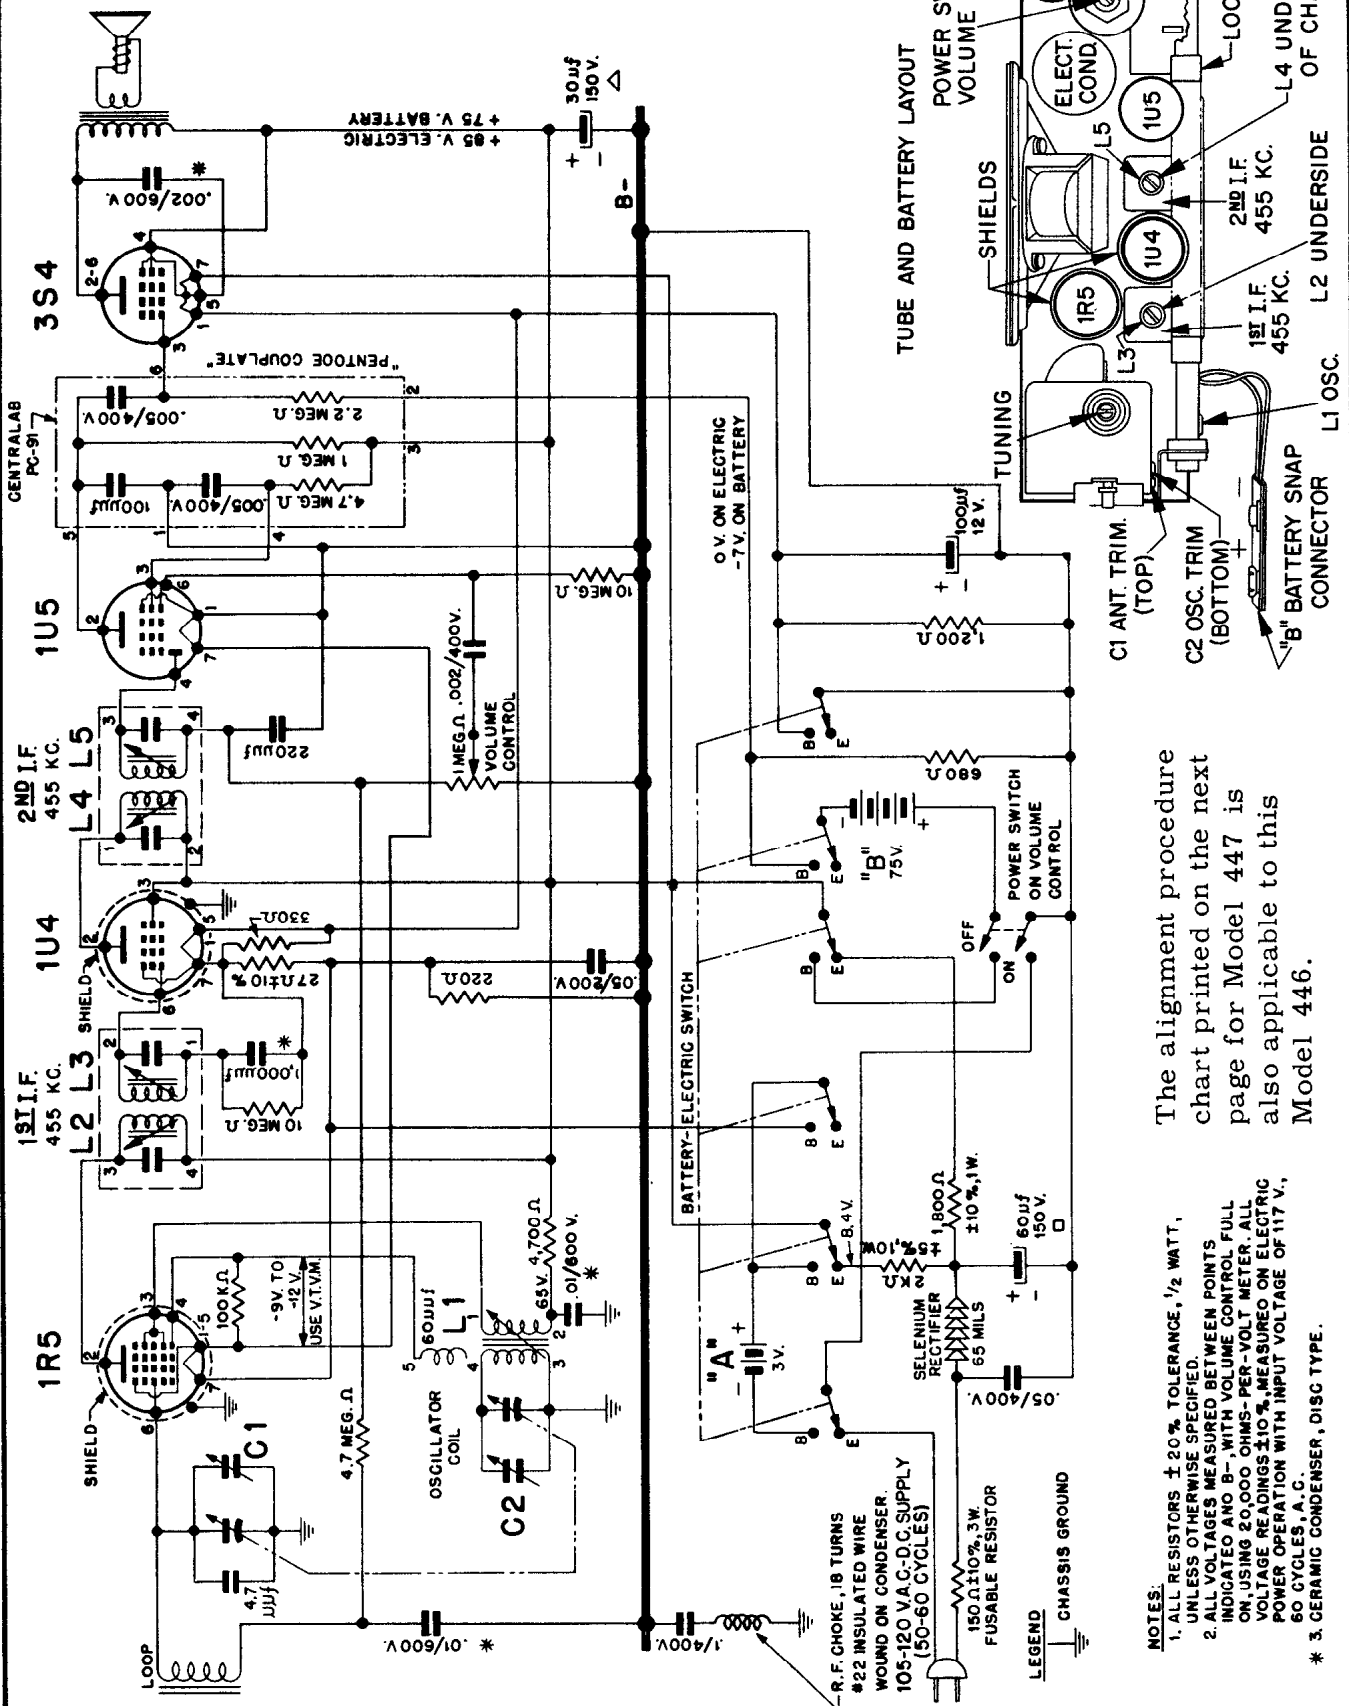 1R5
1ST I.F.
455 KC.
L2 L3
1U4
2ND I.F.
455 KC.
L4 L5
1U5
CENTRALAB
PC-91
3S4
SHIELD
SHIELD
LOOP
4.7
µµf
C1
100KΩ
-9V. TO
-12 V.
USE V.T.V.M.
4.7 MEG. Ω
OSCILLATOR
COIL
C2
60µµf
L1
65V.
4,700 Ω
.01/600 V.
*
.01/600V.
*
10 MEG. Ω
1,000µµf
*
27Ω±10%
330Ω
220Ω
.05/200V.
220µµf
1 MEG. Ω
VOLUME
CONTROL
.002/400V.
10 MEG. Ω
100µµf
.005/400V.
4.7 MEG. Ω
1 MEG. Ω
.005/400V.
2.2 MEG. Ω
"PENTODE COUPLATE"
.002/600V.
*
+85 V. ELECTRIC
+75 V. BATTERY
30µf
150V.
△
B-
.1/400V.
R.F. CHOKE, 18 TURNS
#22 INSULATED WIRE
WOUND ON CONDENSER.
105-120 V.A.C.-D.C. SUPPLY
(50-60 CYCLES)
150Ω±10%, 3W.
FUSABLE RESISTOR
LEGEND
CHASSIS GROUND
BATTERY-ELECTRIC SWITCH
"A"
3V.
B
E
B
E
B
E
B
E
B
E
B
E
8.4V.
2KΩ
±5%, 10W
1,800Ω
±10%, 1W.
SELENIUM
RECTIFIER
65 MILS
.05/400V.
60µf
150 V.
□
"B"
75V.
OFF
ON
POWER SWITCH
ON VOLUME
CONTROL
680Ω
1,200Ω
100µf
12 V.
0 V. ON ELECTRIC
-7 V. ON BATTERY
TUBE AND BATTERY LAYOUT
TUNING
SHIELDS
1R5
1U4
1U5
L3
L5
ELECT.
COND.
C1 ANT. TRIM.
(TOP)
C2 OSC. TRIM
(BOTTOM)
"B" BATTERY SNAP
CONNECTOR
L1 OSC.
1ST I.F.
455 KC.
L2 UNDERSIDE
2ND I.F.
455 KC.
NOTES:
1. ALL RESISTORS ±20% TOLERANCE, 1/2 WATT,
UNLESS OTHERWISE SPECIFIED.
2. ALL VOLTAGES MEASURED BETWEEN POINTS
INDICATED AND B-, WITH VOLUME CONTROL FULL
ON, USING 20,000 OHMS-PER-VOLT METER. ALL
VOLTAGE READINGS ±10%, MEASURED ON ELECTRIC
POWER OPERATION WITH INPUT VOLTAGE OF 117 V.,
60 CYCLES, A.C.
* 3. CERAMIC CONDENSER, DISC TYPE.
The alignment procedure
chart printed on the next
page for Model 447 is
also applicable to this
Model 446.